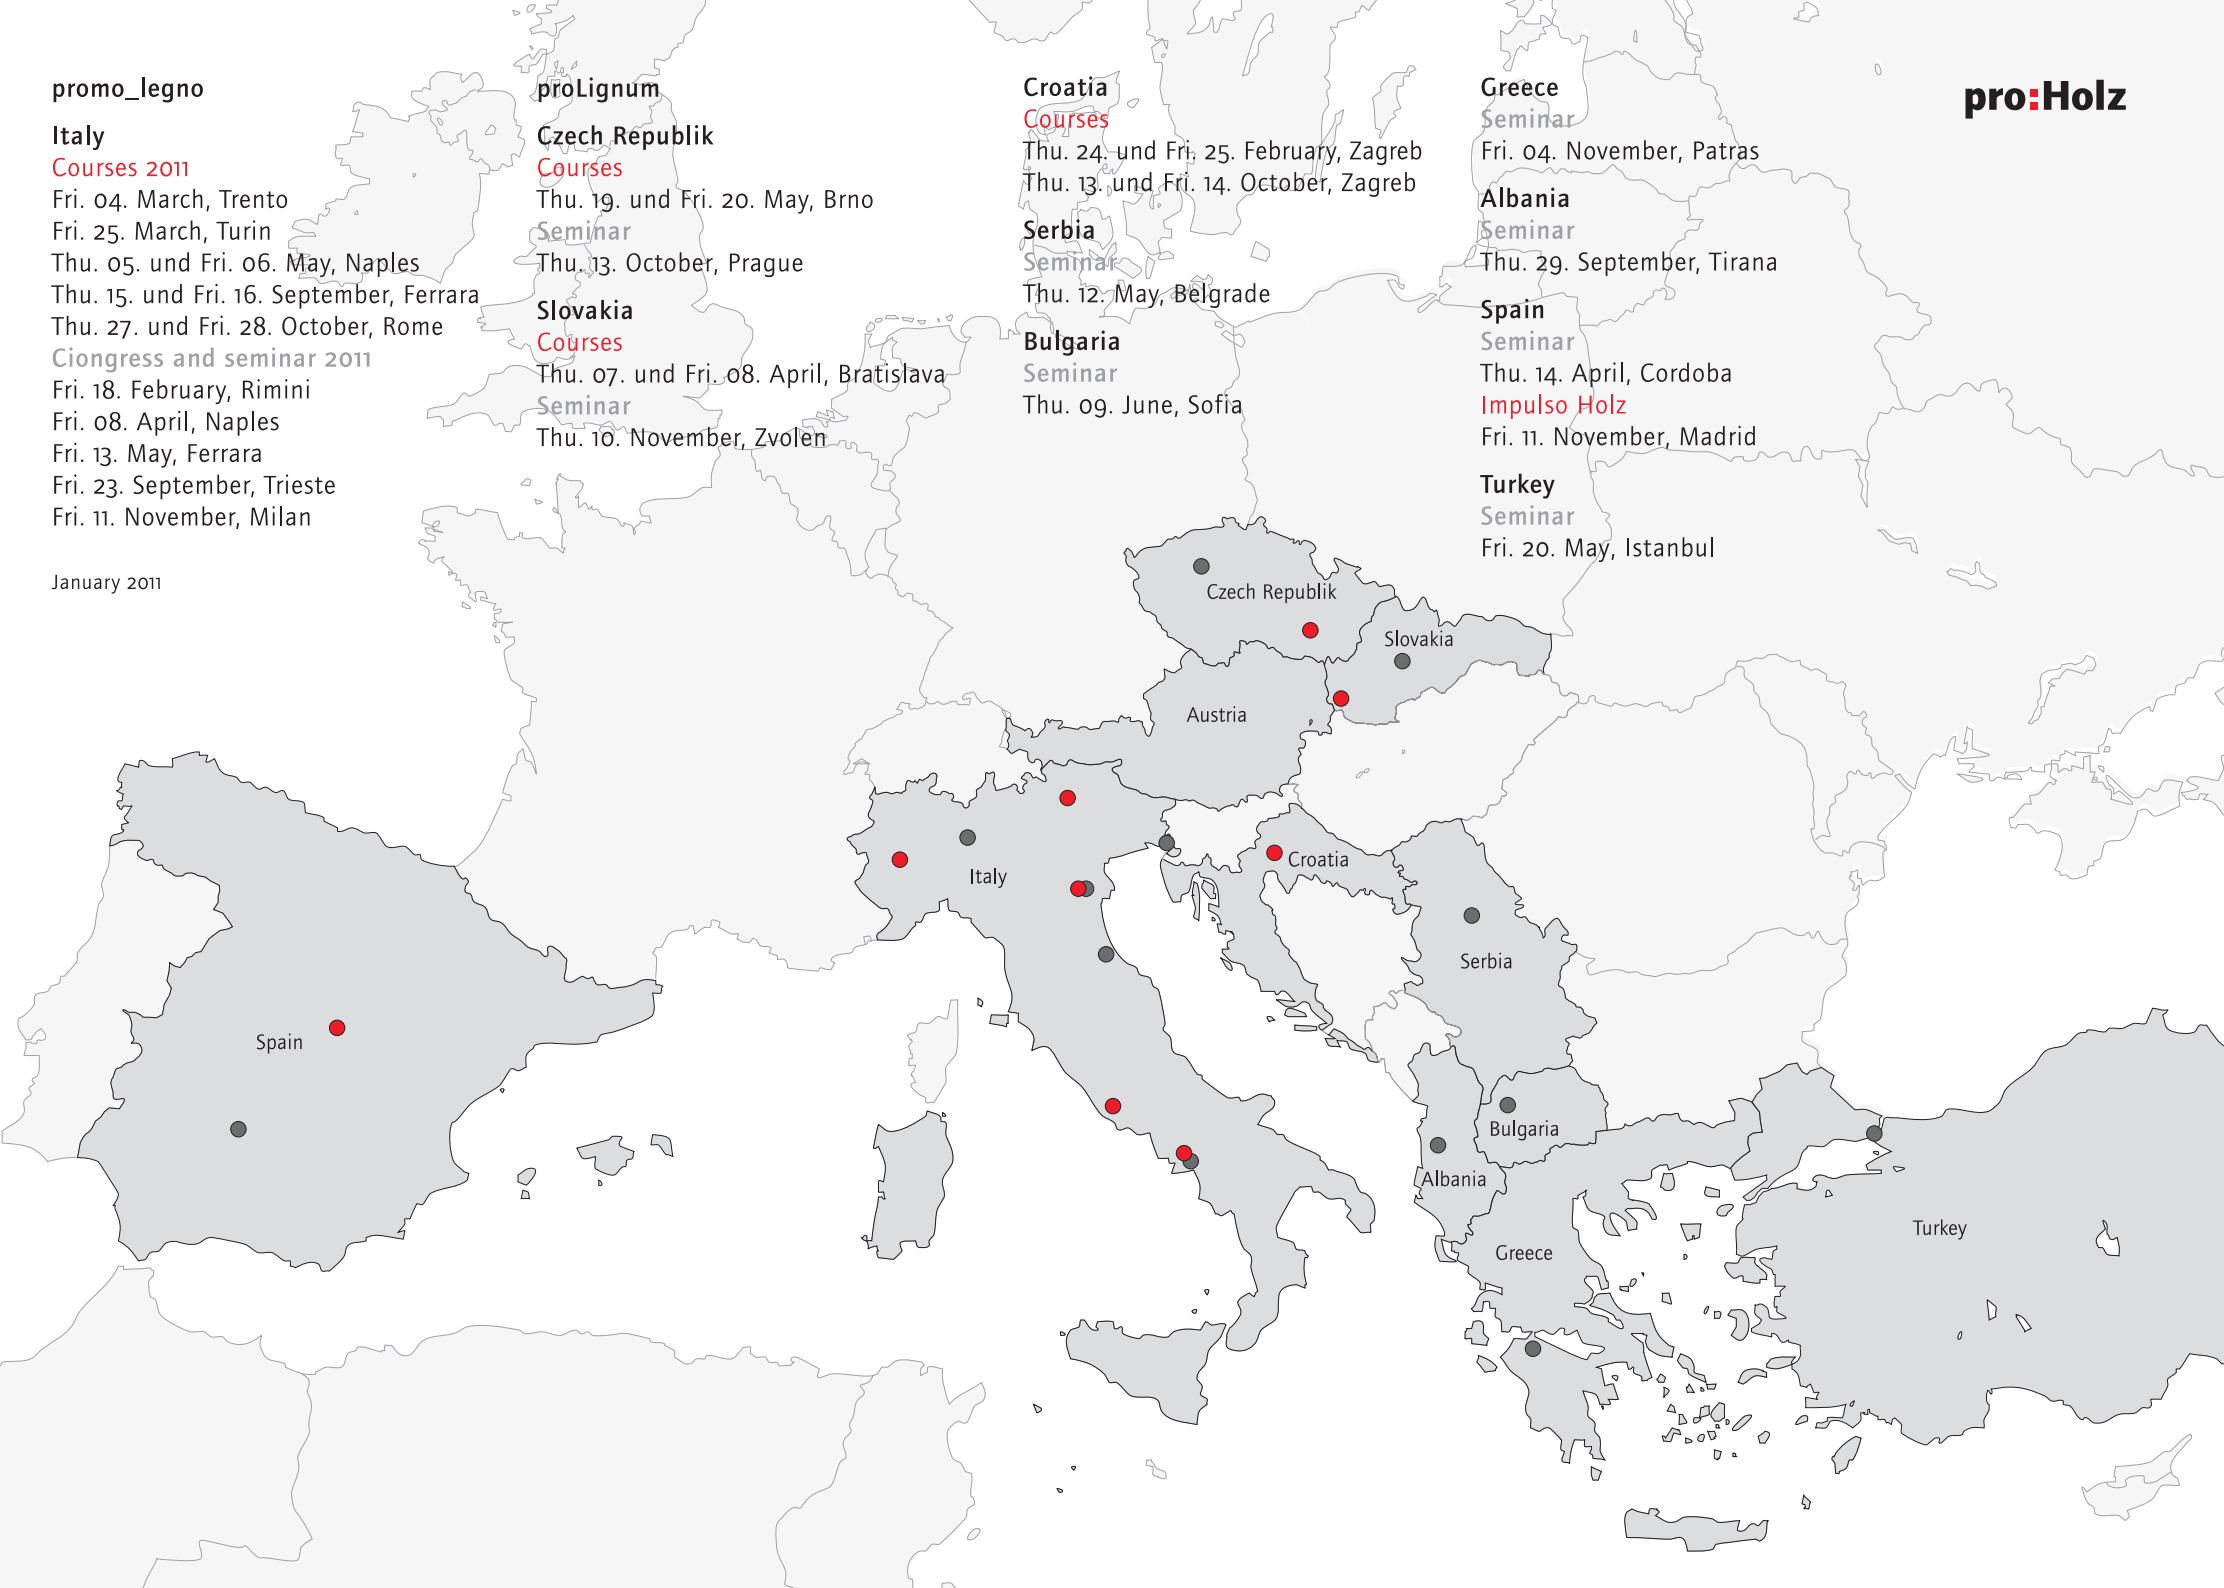 promo_legno
Italy
Courses 2011
Fri. 04. March, Trento
Fri. 25. March, Turin
Thu. 05. und Fri. 06. May, Naples
Thu. 15. und Fri. 16. September, Ferrara
Thu. 27. und Fri. 28. October, Rome
Ciongress and seminar 2011
Fri. 18. February, Rimini
Fri. 08. April, Naples
Fri. 13. May, Ferrara
Fri. 23. September, Trieste
Fri. 11. November, Milan
January 2011
proLignum
Czech Republik
Courses
Thu. 19. und Fri. 20. May, Brno
Seminar
Thu. 13. October, Prague
Slovakia
Courses
Thu. 07. und Fri. 08. April, Bratislava
Seminar
Thu. 10. November, Zvolen
Croatia
Courses
Thu. 24. und Fri. 25. February, Zagreb
Thu. 13. und Fri. 14. October, Zagreb
Serbia
Seminar
Thu. 12. May, Belgrade
Bulgaria
Seminar
Thu. 09. June, Sofia
Greece
Seminar
Fri. 04. November, Patras
Albania
Seminar
Thu. 29. September, Tirana
Spain
Seminar
Thu. 14. April, Cordoba
Impulso Holz
Fri. 11. November, Madrid
Turkey
Seminar
Fri. 20. May, Istanbul
pro:Holz
Czech Republik
Slovakia
Austria
Croatia
Italy
Serbia
Spain
Bulgaria
Albania
Turkey
Greece